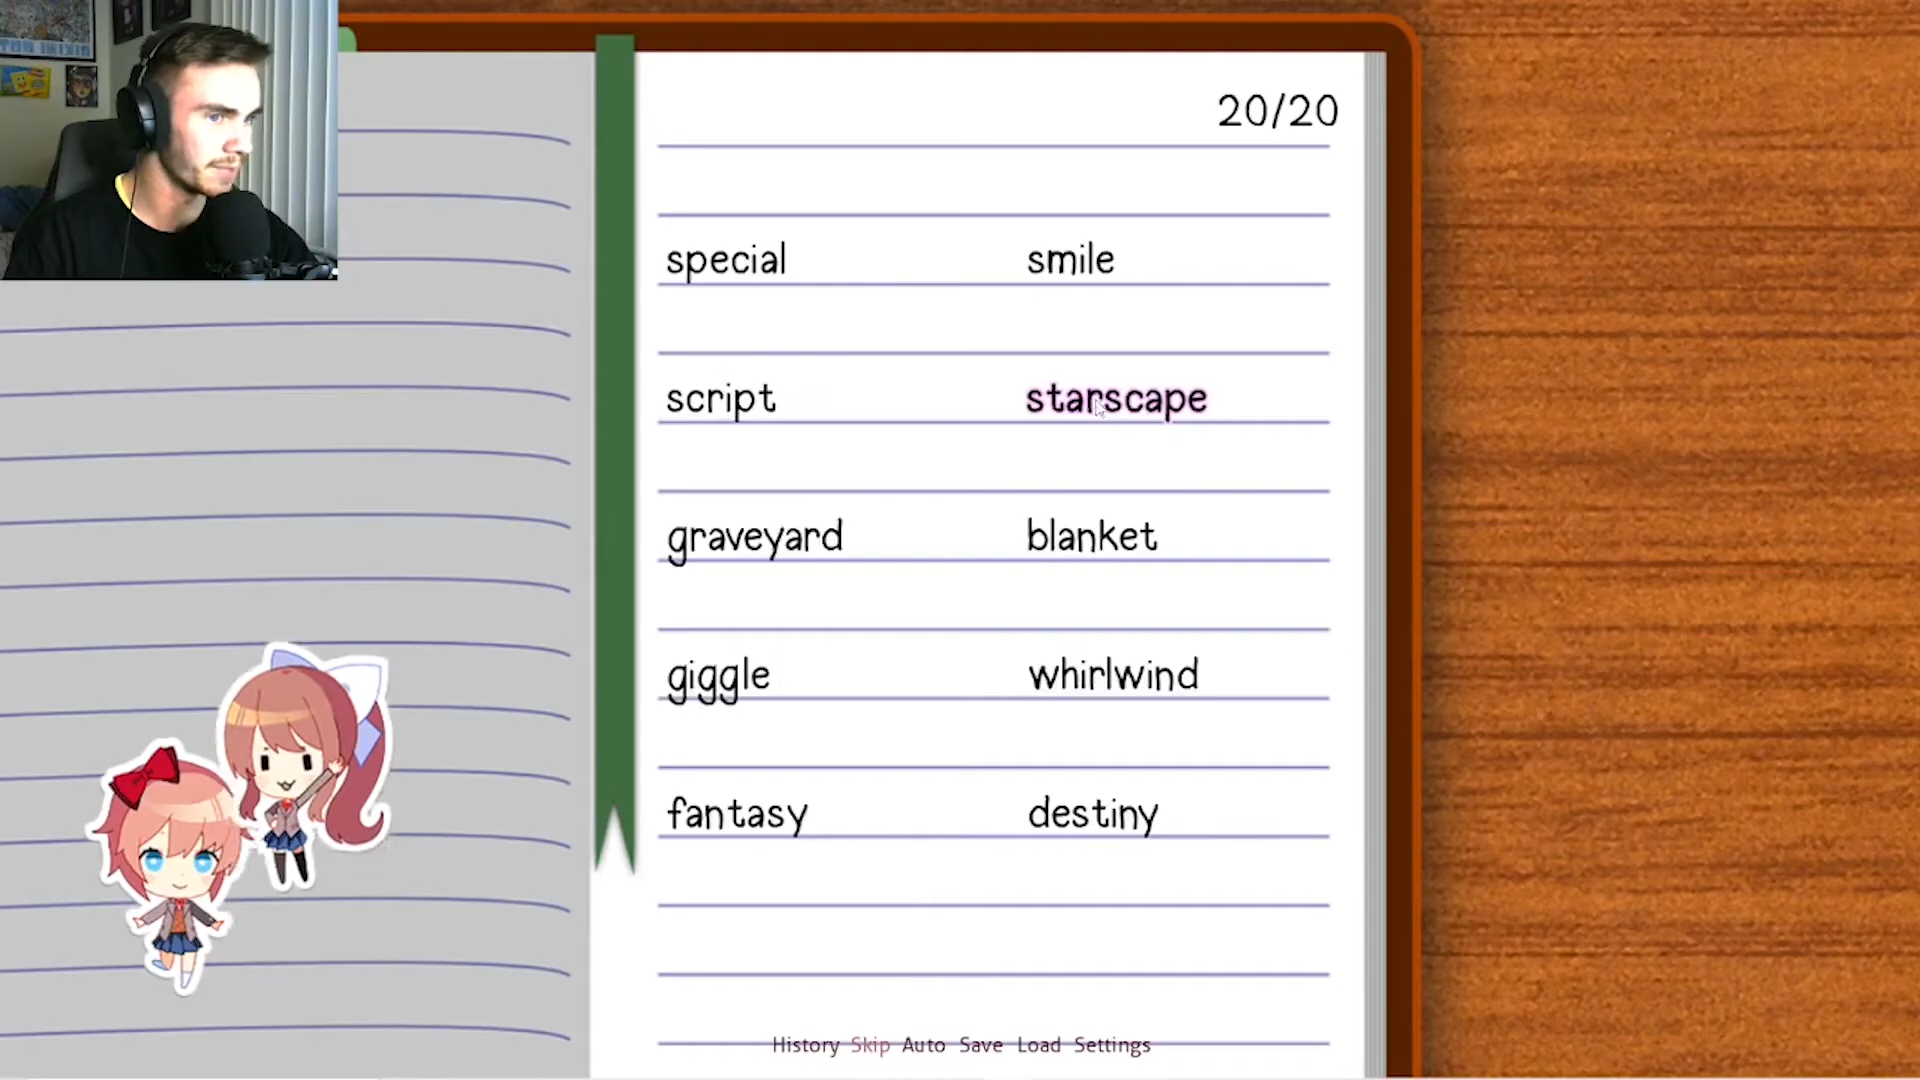 20/20
special smile
script starscape
graveyard blanket
giggle whirlwind
fantasy destiny
History Skip Auto Save Load Settings